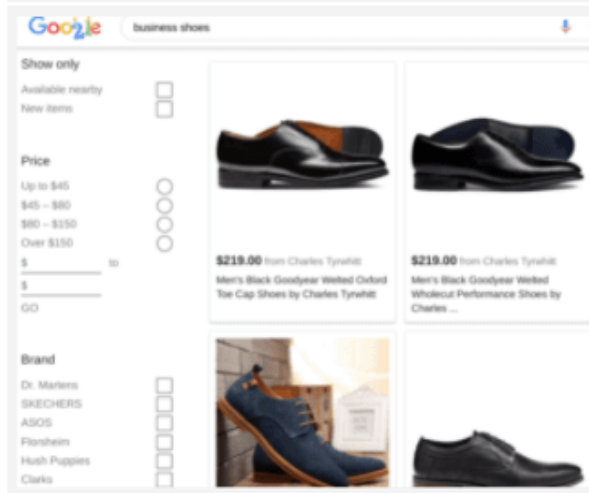 Google
business shoes
Show only
Available nearby
New items
Price
Up to $45
$45 – $80
$80 – $150
Over $150
$ to
$
GO
Brand
Dr. Martens
SKECHERS
ASOS
Florsheim
Hush Puppies
Clarks
$219.00 from Charles Tyrwhitt
Men's Black Goodyear Welted Oxford
Toe Cap Shoes by Charles Tyrwhitt
$219.00 from Charles Tyrwhitt
Men's Black Goodyear Welted
Wholecut Performance Shoes by
Charles ...